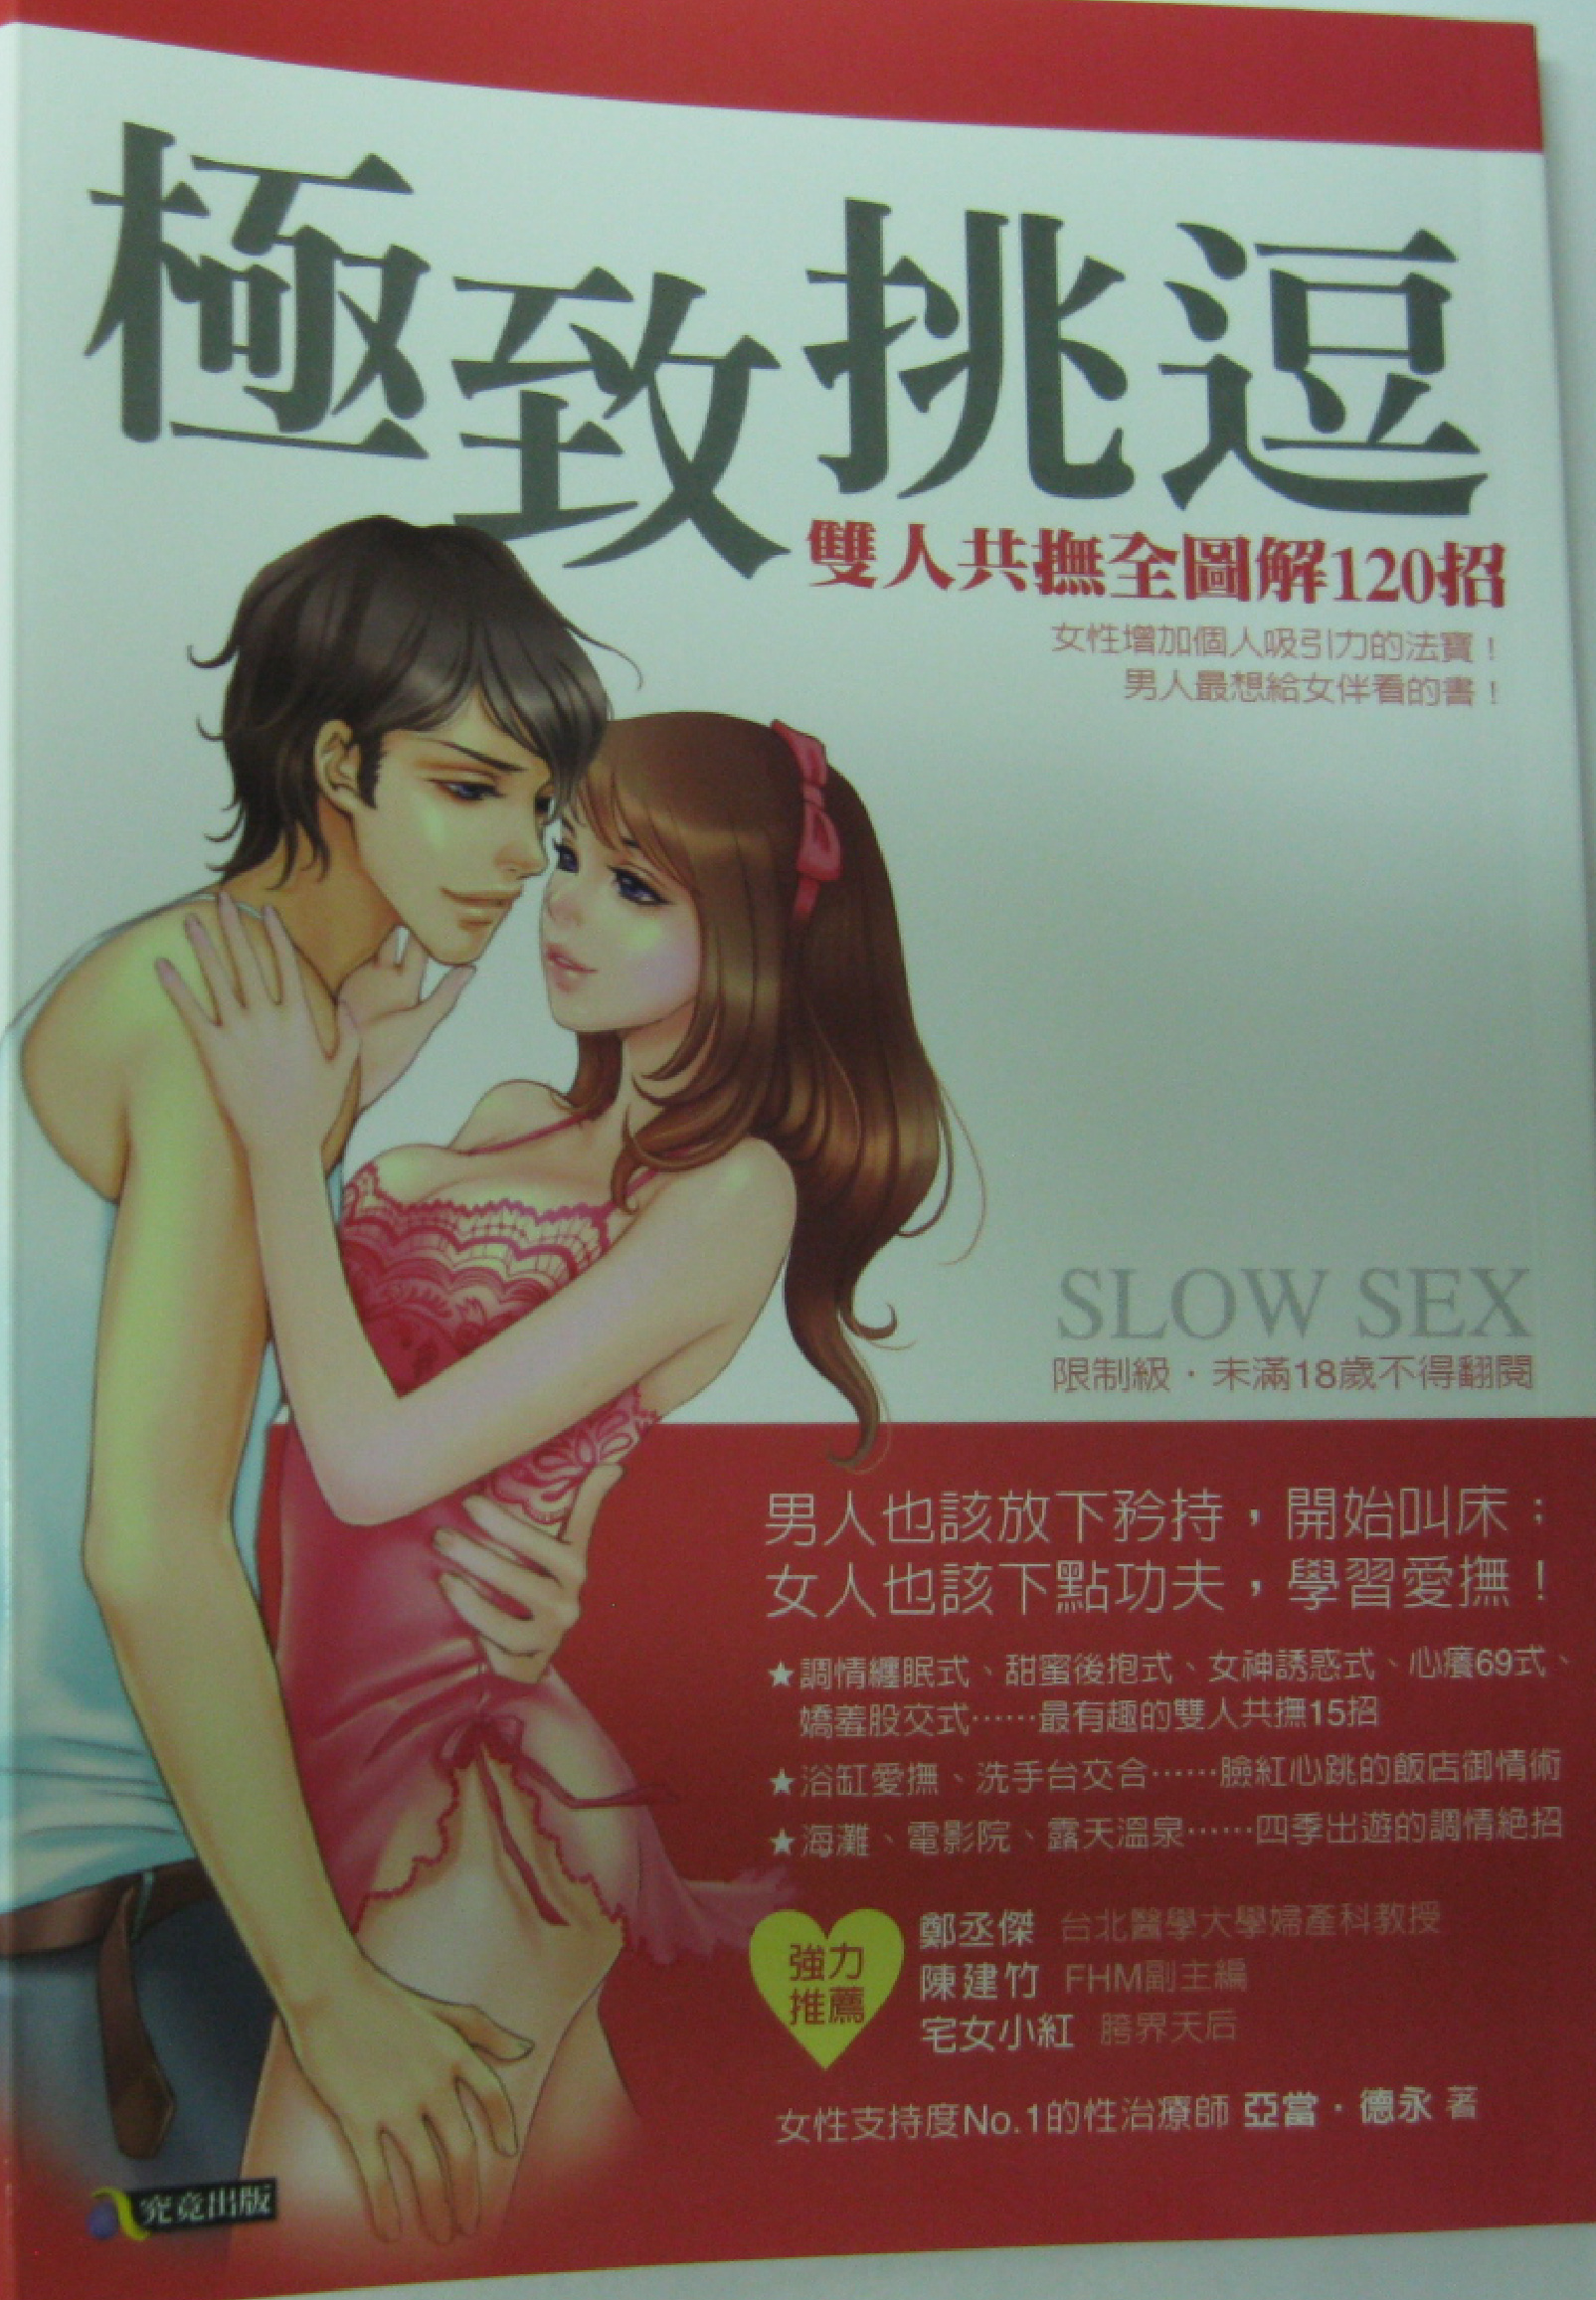 極致挑逗
雙人共撫全圖解120招
女性增加個人吸引力的法寶！
男人最想給女伴看的書！
SLOW SEX
限制級・未滿18歲不得翻閱
男人也該放下矜持，開始叫床；
女人也該下點功夫，學習愛撫！
★調情纏眠式、甜蜜後抱式、女神誘惑式、心癢69式、
嬌羞股交式……最有趣的雙人共撫15招
★浴缸愛撫、洗手台交合……臉紅心跳的飯店御情術
★海灘、電影院、露天溫泉……四季出遊的調情絕招
強力
推薦
鄭丞傑 台北醫學大學婦產科教授
陳建竹 FHM副主編
宅女小紅 胯界天后
女性支持度No.1的性治療師 亞當・德永 著
究竟出版